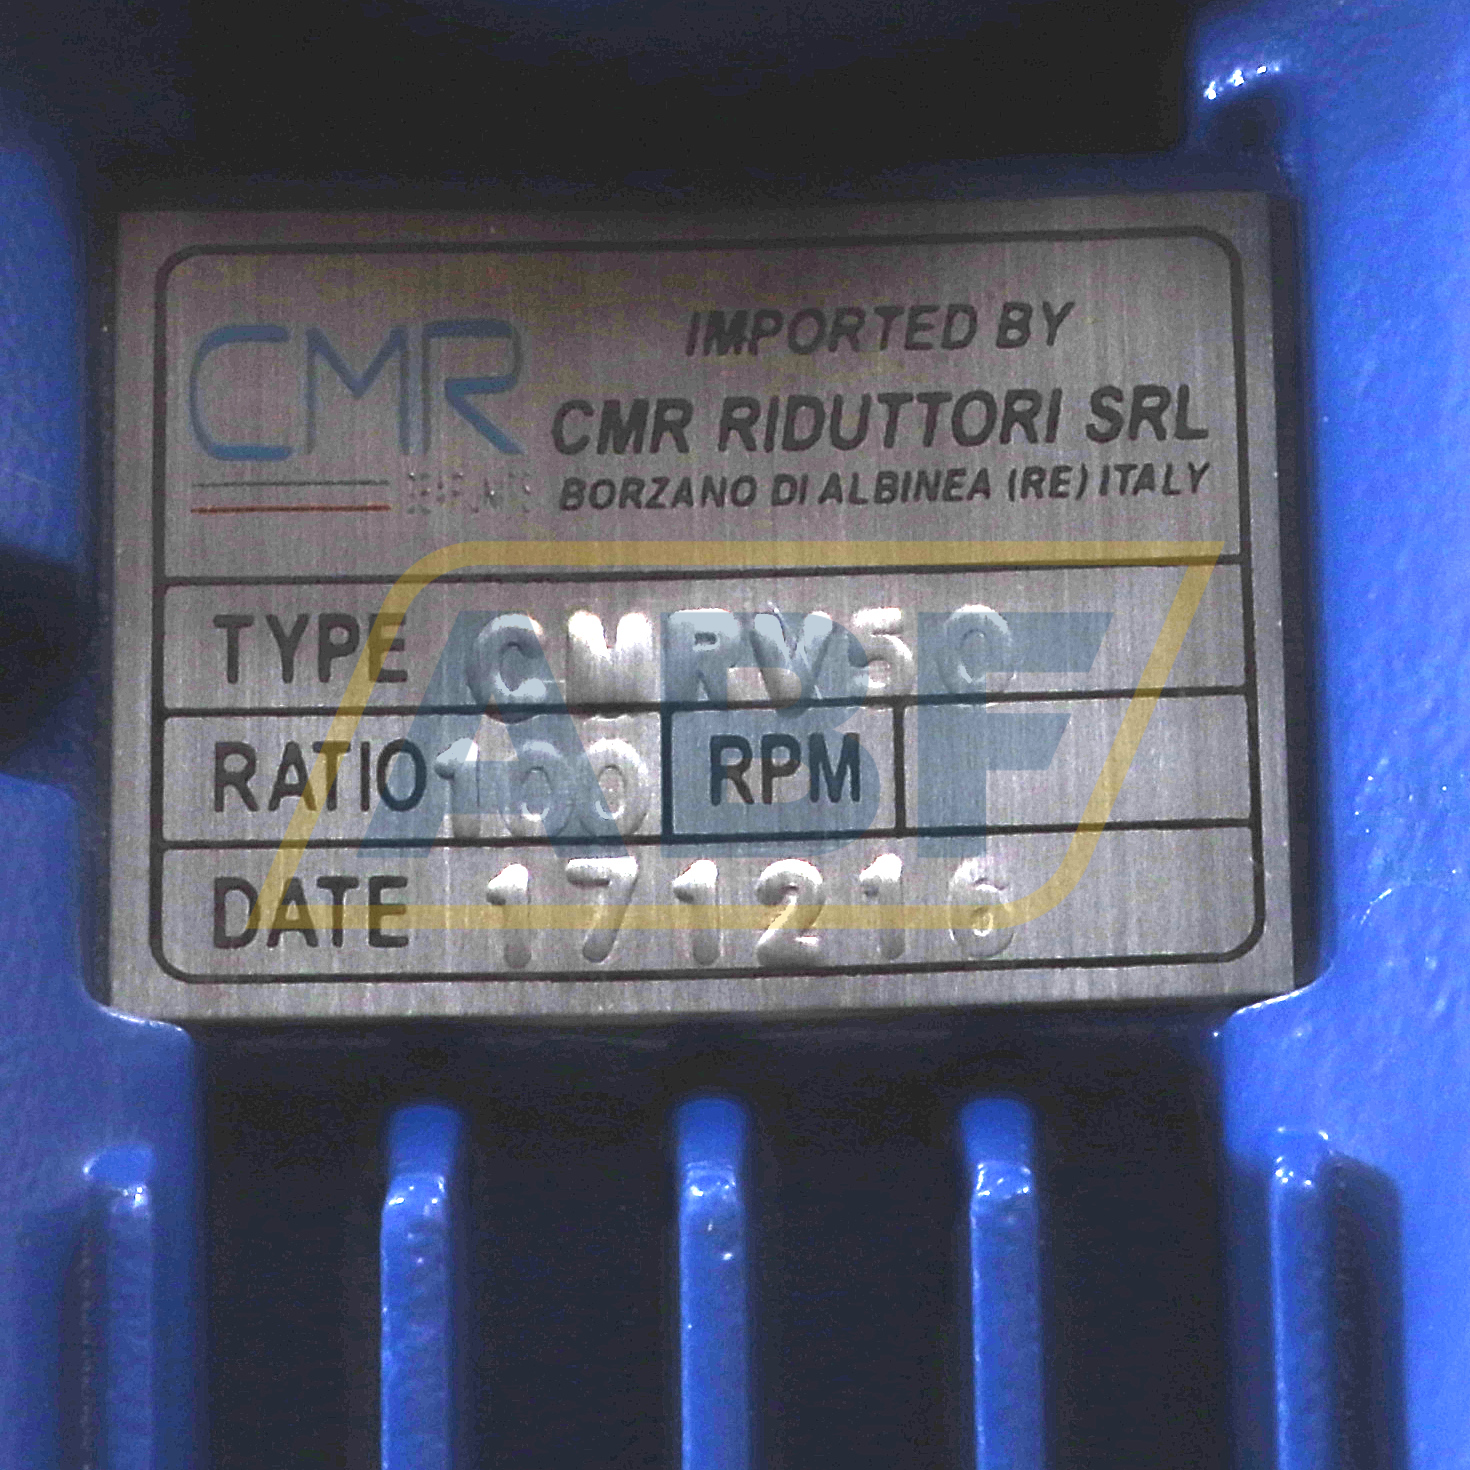 CMR
IMPORTED BY
CMR RIDUTTORI SRL
BORZANO DI ALBINEA (RE) ITALY
TYPE CMRV50
RATIO 100 RPM
DATE 171216
ABF